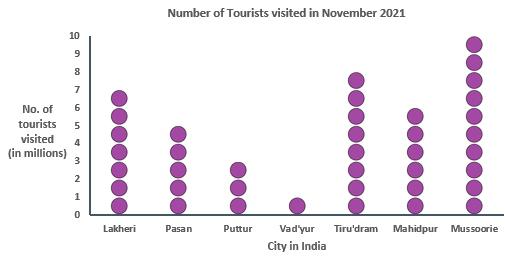 Number of Tourists visited in November 2021
10
9
8
7
6
5
4
3
2
1
0
No. of
tourists
visited
(in millions)
Lakheri Pasan Puttur Vad'yur Tiru'dram Mahidpur Mussoorie
City in India